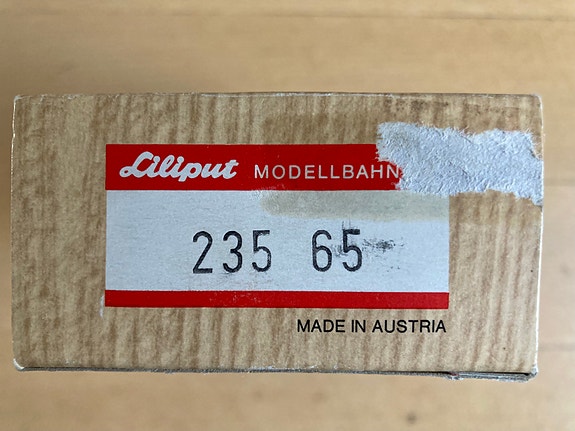 Liliput MODELLBAHN
235 65
MADE IN AUSTRIA